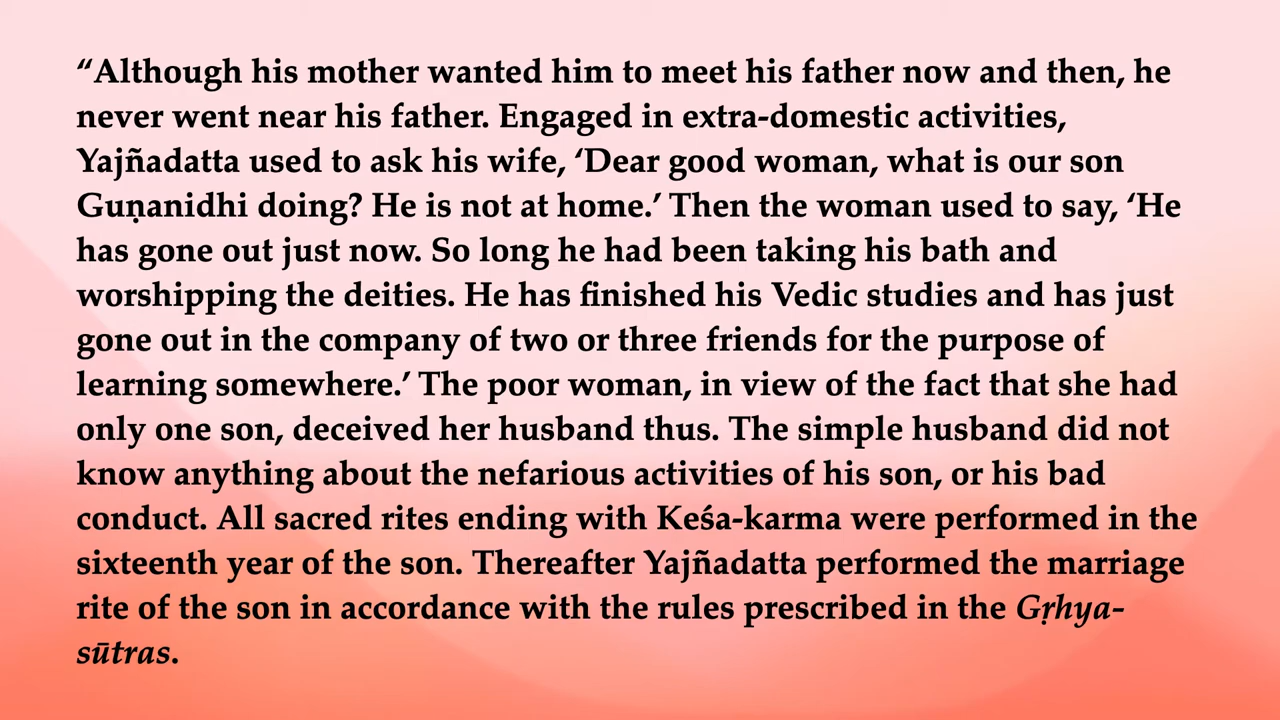 “Although his mother wanted him to meet his father now and then, he
never went near his father. Engaged in extra-domestic activities,
Yajñadatta used to ask his wife, ‘Dear good woman, what is our son
Guṇanidhi doing? He is not at home.’ Then the woman used to say, ‘He
has gone out just now. So long he had been taking his bath and
worshipping the deities. He has finished his Vedic studies and has just
gone out in the company of two or three friends for the purpose of
learning somewhere.’ The poor woman, in view of the fact that she had
only one son, deceived her husband thus. The simple husband did not
know anything about the nefarious activities of his son, or his bad
conduct. All sacred rites ending with Keśa-karma were performed in the
sixteenth year of the son. Thereafter Yajñadatta performed the marriage
rite of the son in accordance with the rules prescribed in the Gṛhya-
sūtras.